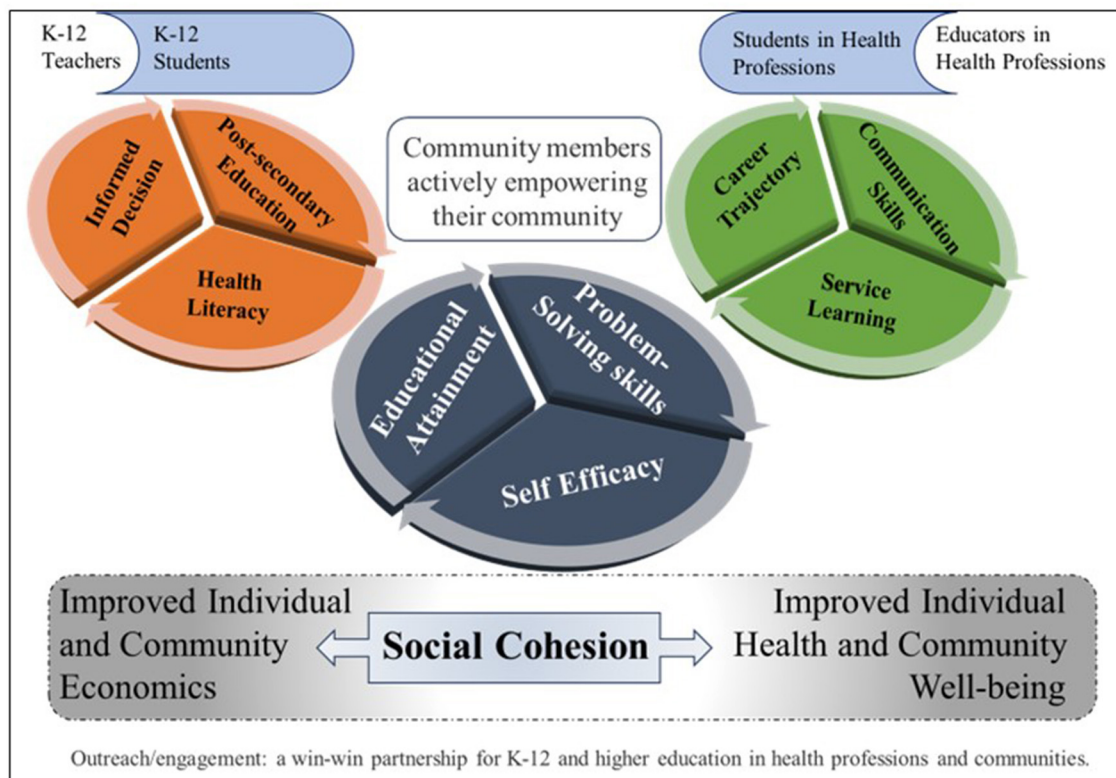 K-12
Teachers
K-12
Students
Students in Health
Professions
Educators in
Health Professions
Informed
Decision
Post-secondary
Education
Health
Literacy
Community members
actively empowering
their community
Career
Trajectory
Communication
Skills
Service
Learning
Educational
Attainment
Problem-
Solving skills
Self Efficacy
Improved Individual
and Community
Economics
Social Cohesion
Improved Individual
Health and Community
Well-being
Outreach/engagement: a win-win partnership for K-12 and higher education in health professions and communities.